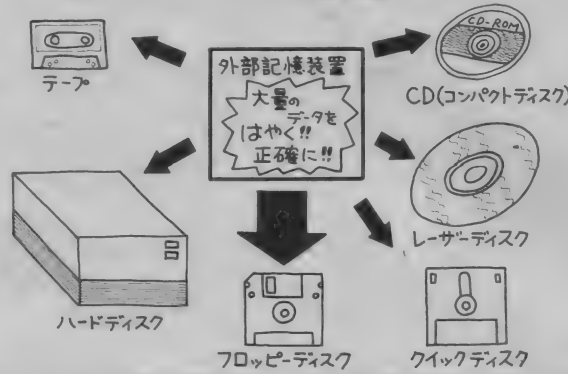 外部記憶装置
大量の
データを
はやく!!
正確に!!
テープ
CD-ROM
CD(コンパクトディスク)
レーザーディスク
ハードディスク
フロッピーディスク
クイックディスク